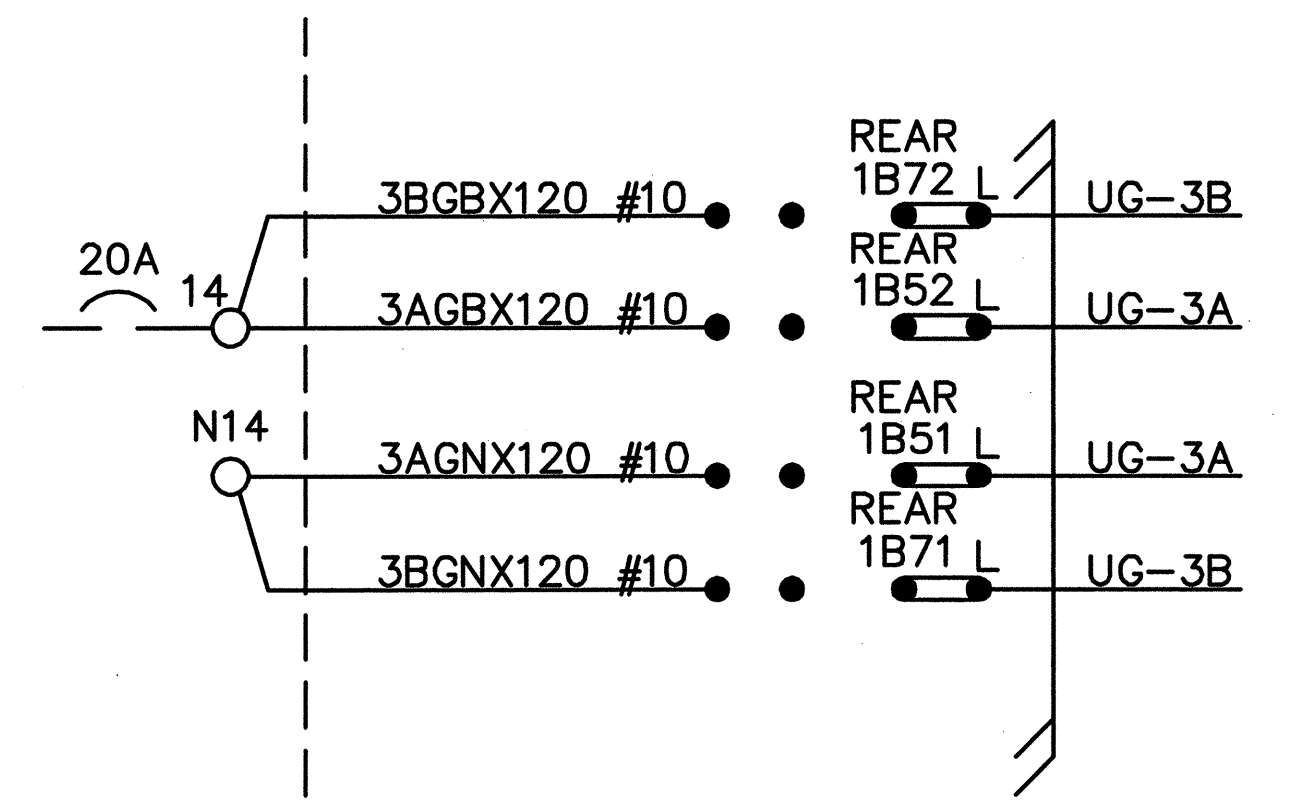 REAR
1B72 L
3BGBX120 #10
UG-3B
20A
14
REAR
1B52 L
3AGBX120 #10
UG-3A
N14
REAR
1B51 L
3AGNX120 #10
UG-3A
REAR
1B71 L
3BGNX120 #10
UG-3B